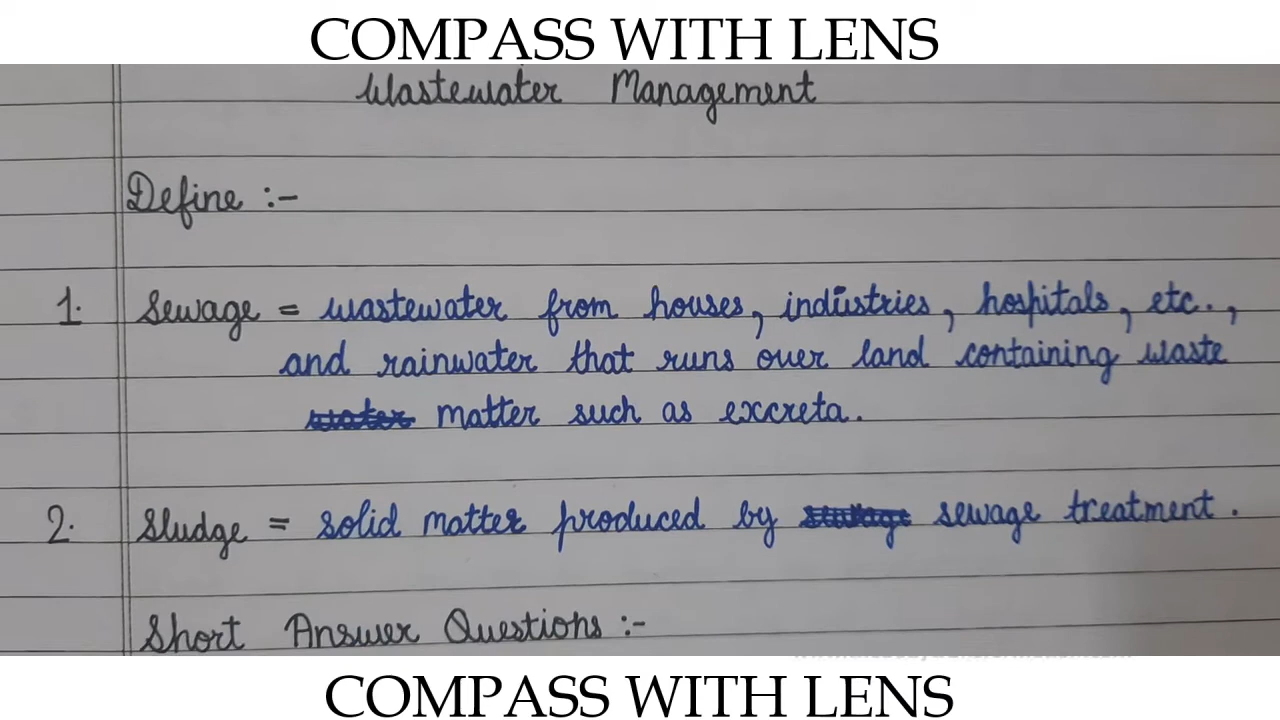 COMPASS WITH LENS
Wastewater Management
Define :-
1. Sewage = wastewater from houses, industries, hospitals, etc.,
and rainwater that runs over land containing waste
matter such as excreta.
2. Sludge = solid matter produced by sewage treatment.
Short Answer Questions :-
COMPASS WITH LENS